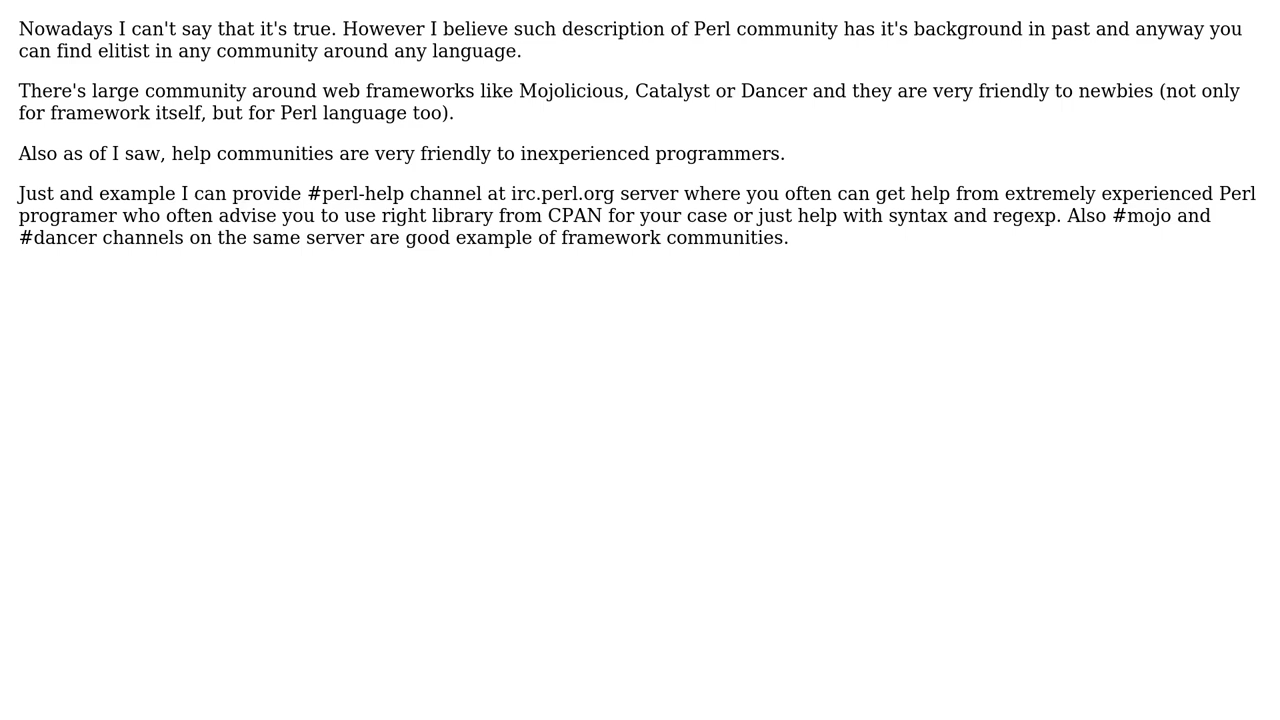 Nowadays I can't say that it's true. However I believe such description of Perl community has it's background in past and anyway you
can find elitist in any community around any language.
There's large community around web frameworks like Mojolicious, Catalyst or Dancer and they are very friendly to newbies (not only
for framework itself, but for Perl language too).
Also as of I saw, help communities are very friendly to inexperienced programmers.
Just and example I can provide #perl-help channel at irc.perl.org server where you often can get help from extremely experienced Perl
programer who often advise you to use right library from CPAN for your case or just help with syntax and regexp. Also #mojo and
#dancer channels on the same server are good example of framework communities.